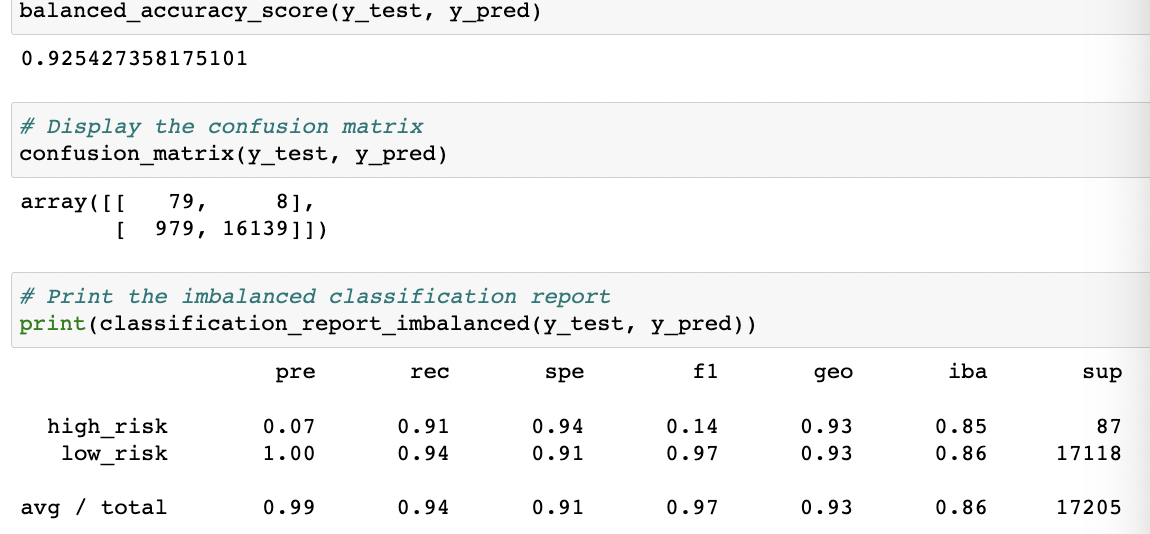 balanced_accuracy_score(y_test, y_pred)
0.925427358175101
# Display the confusion matrix
confusion_matrix(y_test, y_pred)
array([[   79,     8],
       [  979, 16139]])
# Print the imbalanced classification report
print(classification_report_imbalanced(y_test, y_pred))
pre rec spe f1 geo iba sup
high_risk 0.07 0.91 0.94 0.14 0.93 0.85 87
low_risk 1.00 0.94 0.91 0.97 0.93 0.86 17118
avg / total 0.99 0.94 0.91 0.97 0.93 0.86 17205